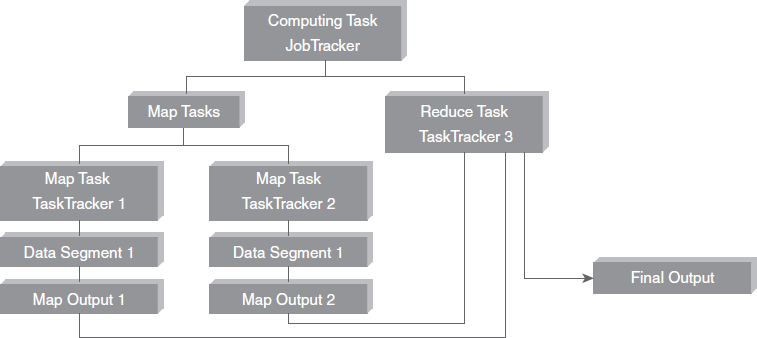 Computing Task
JobTracker
Map Tasks
Reduce Task
TaskTracker 3
Map Task
TaskTracker 1
Map Task
TaskTracker 2
Data Segment 1
Data Segment 1
Final Output
Map Output 1
Map Output 2